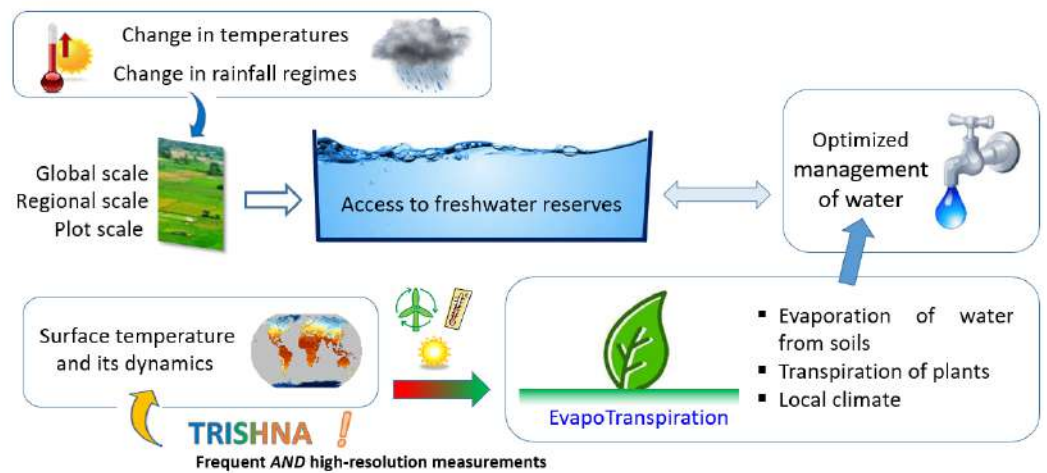 Change in temperatures
Change in rainfall regimes
Global scale
Regional scale
Plot scale
Access to freshwater reserves
Optimized
management
of water
Surface temperature
and its dynamics
EvapoTranspiration
▪ Evaporation of water
from soils
▪ Transpiration of plants
▪ Local climate
TRISHNA !
Frequent AND high-resolution measurements